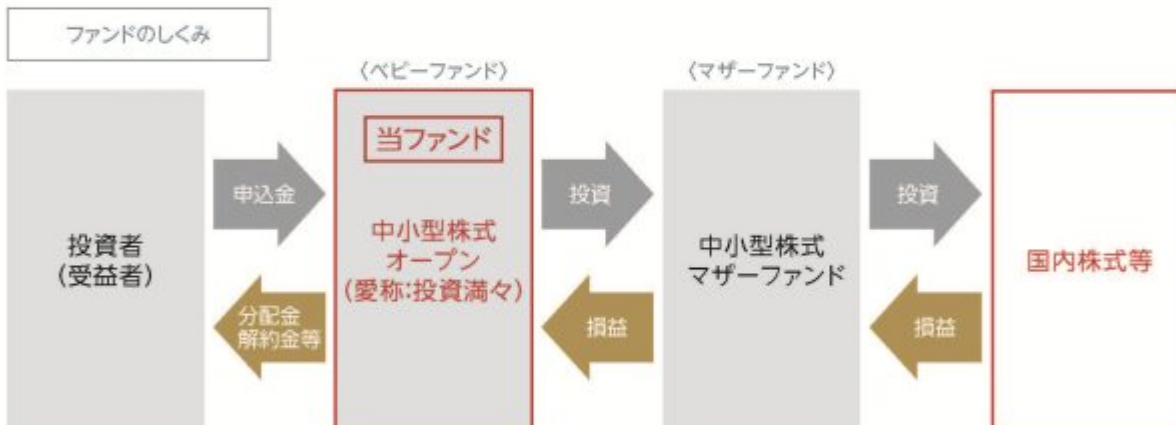 ファンドのしくみ
〈ベビーファンド〉
〈マザーファンド〉
投資者
(受益者)
申込金
分配金
解約金等
当ファンド
中小型株式
オープン
(愛称:投資満々)
投資
損益
中小型株式
マザーファンド
投資
損益
国内株式等